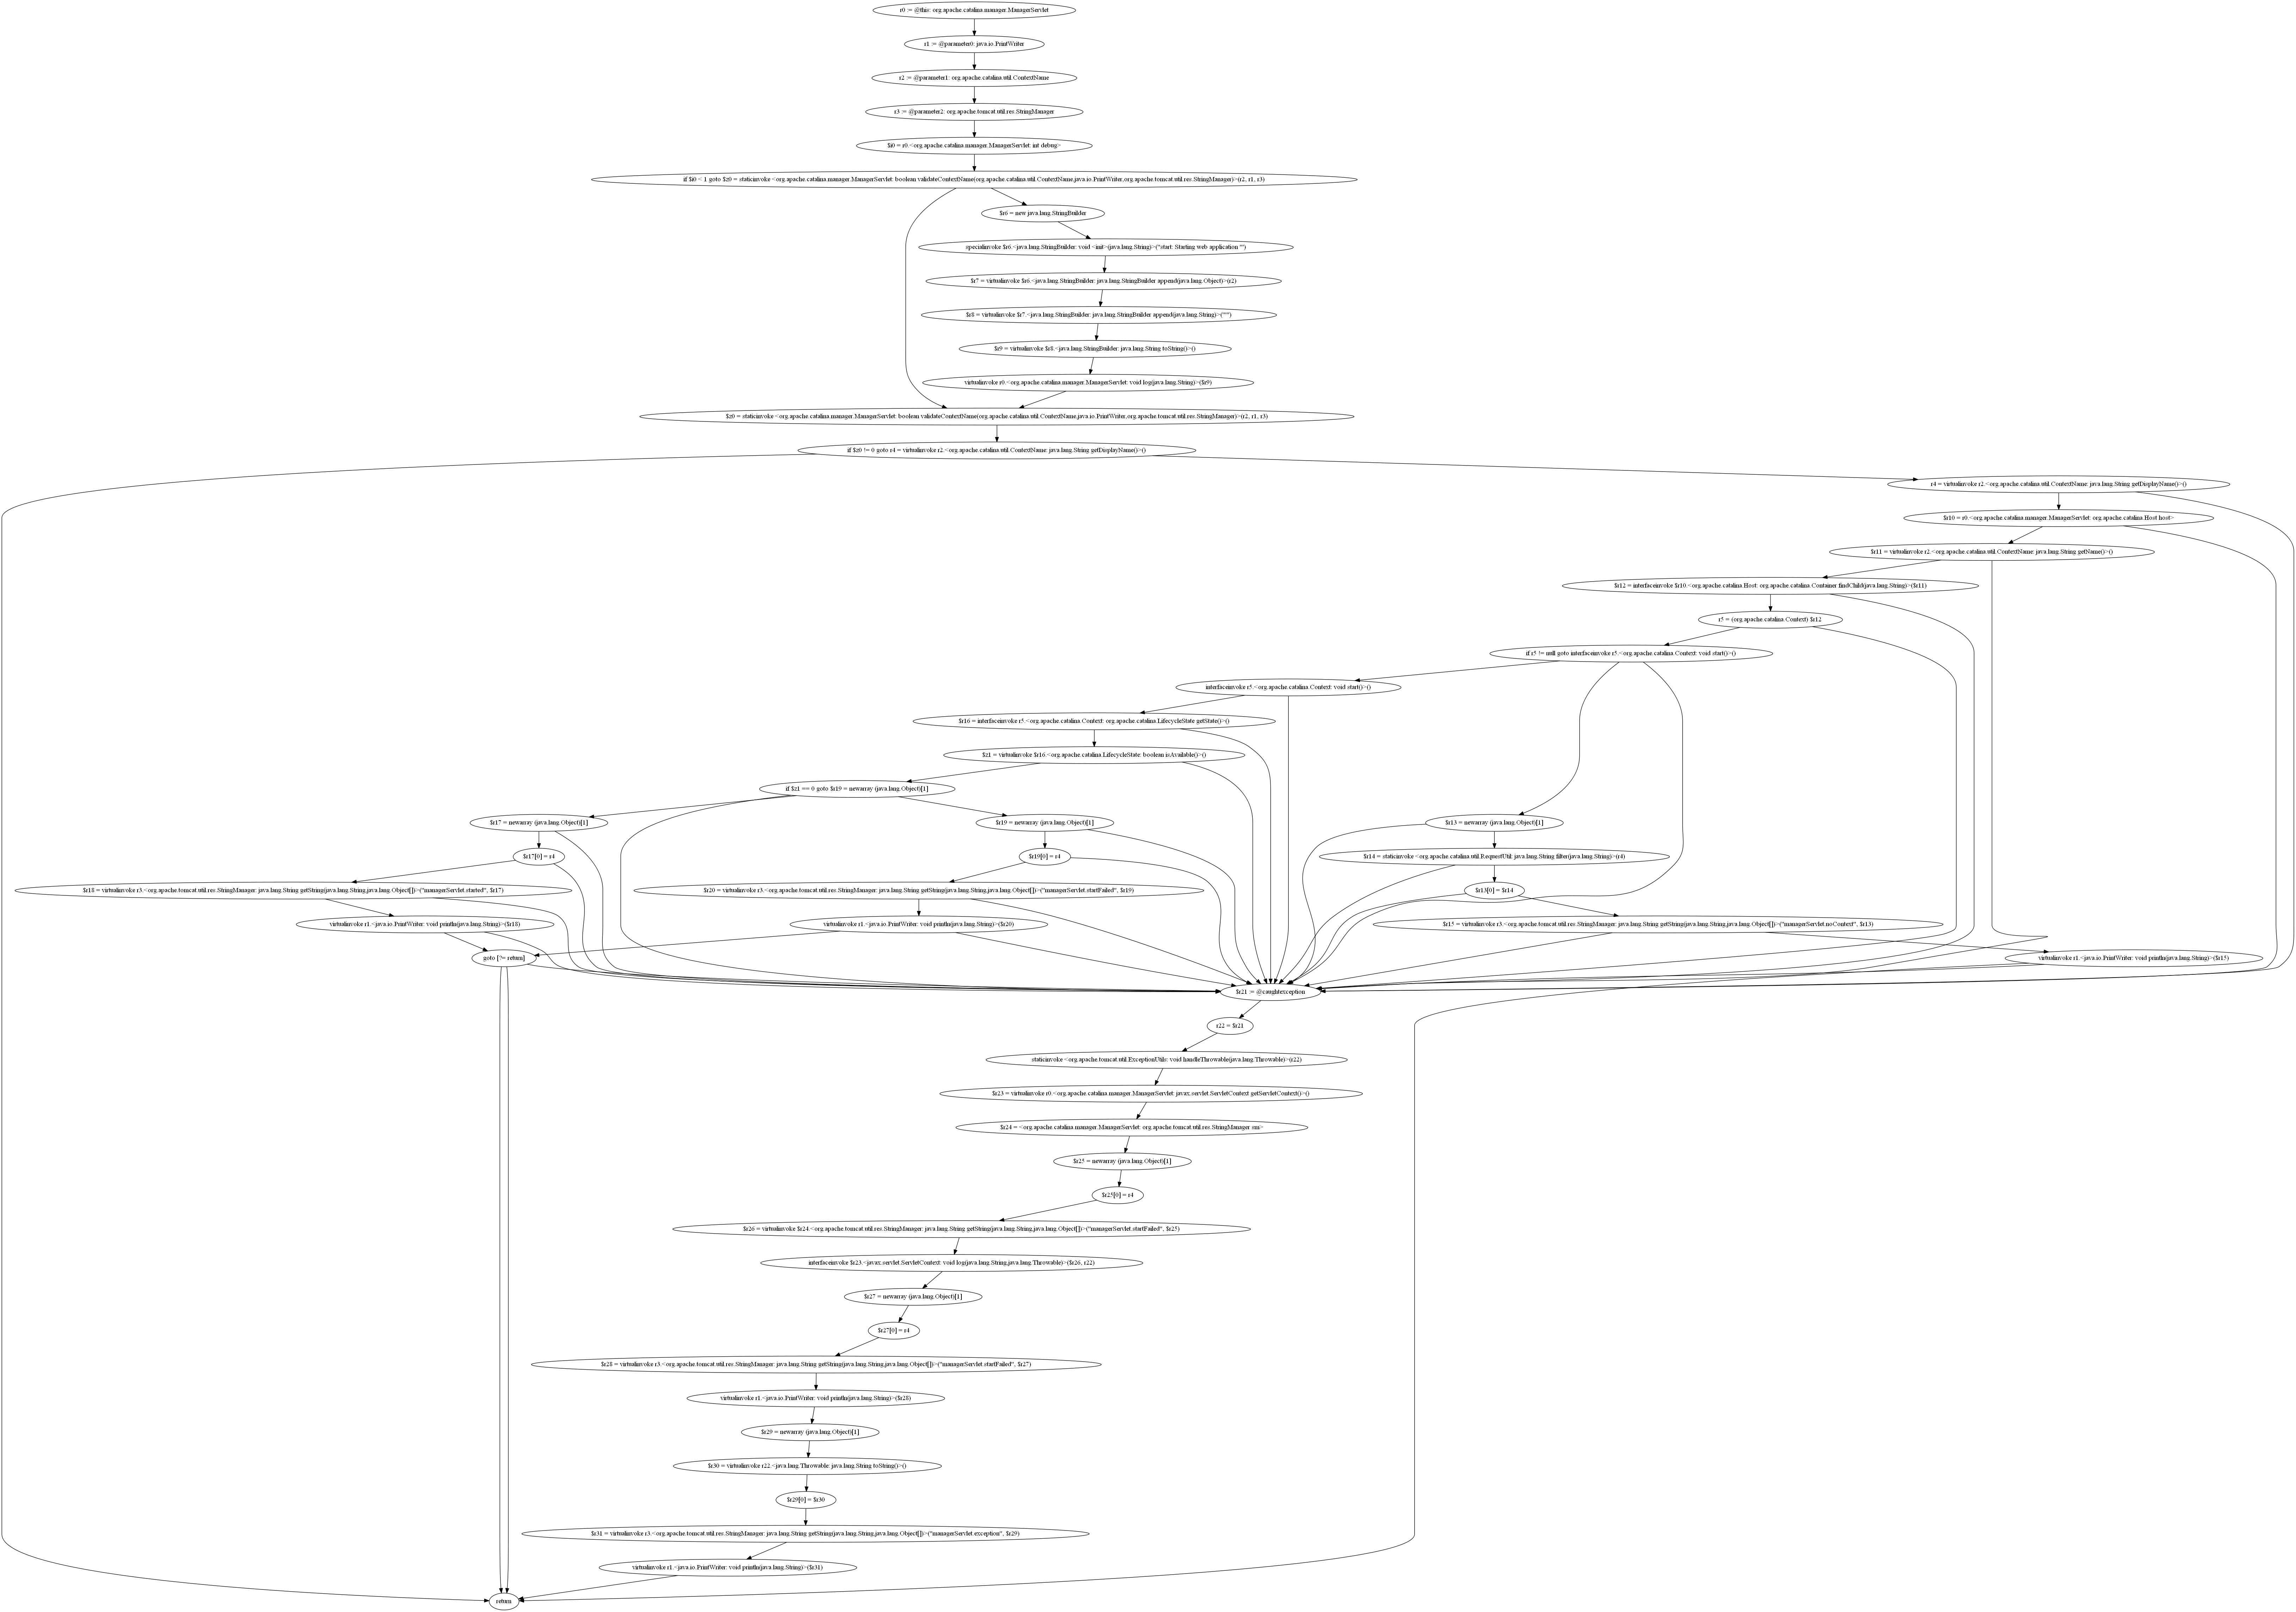 r0 := @this: org.apache.catalina.manager.ManagerServlet
r1 := @parameter0: java.io.PrintWriter
r2 := @parameter1: org.apache.catalina.util.ContextName
r3 := @parameter2: org.apache.tomcat.util.res.StringManager
$i0 = r0.<org.apache.catalina.manager.ManagerServlet: int debug>
if $i0 < 1 goto $z0 = staticinvoke <org.apache.catalina.manager.ManagerServlet: boolean validateContextName(org.apache.catalina.util.ContextName,java.io.PrintWriter,org.apache.tomcat.util.res.StringManager)>(r2, r1, r3)
$r6 = new java.lang.StringBuilder
specialinvoke $r6.<java.lang.StringBuilder: void <init>(java.lang.String)>("start: Starting web application '")
$r7 = virtualinvoke $r6.<java.lang.StringBuilder: java.lang.StringBuilder append(java.lang.Object)>(r2)
$r8 = virtualinvoke $r7.<java.lang.StringBuilder: java.lang.StringBuilder append(java.lang.String)>("'")
$r9 = virtualinvoke $r8.<java.lang.StringBuilder: java.lang.String toString()>()
virtualinvoke r0.<org.apache.catalina.manager.ManagerServlet: void log(java.lang.String)>($r9)
$z0 = staticinvoke <org.apache.catalina.manager.ManagerServlet: boolean validateContextName(org.apache.catalina.util.ContextName,java.io.PrintWriter,org.apache.tomcat.util.res.StringManager)>(r2, r1, r3)
if $z0 != 0 goto r4 = virtualinvoke r2.<org.apache.catalina.util.ContextName: java.lang.String getDisplayName()>()
r4 = virtualinvoke r2.<org.apache.catalina.util.ContextName: java.lang.String getDisplayName()>()
$r10 = r0.<org.apache.catalina.manager.ManagerServlet: org.apache.catalina.Host host>
$r11 = virtualinvoke r2.<org.apache.catalina.util.ContextName: java.lang.String getName()>()
$r12 = interfaceinvoke $r10.<org.apache.catalina.Host: org.apache.catalina.Container findChild(java.lang.String)>($r11)
r5 = (org.apache.catalina.Context) $r12
if r5 != null goto interfaceinvoke r5.<org.apache.catalina.Context: void start()>()
interfaceinvoke r5.<org.apache.catalina.Context: void start()>()
$r16 = interfaceinvoke r5.<org.apache.catalina.Context: org.apache.catalina.LifecycleState getState()>()
$z1 = virtualinvoke $r16.<org.apache.catalina.LifecycleState: boolean isAvailable()>()
if $z1 == 0 goto $r19 = newarray (java.lang.Object)[1]
$r17 = newarray (java.lang.Object)[1]
$r19 = newarray (java.lang.Object)[1]
$r13 = newarray (java.lang.Object)[1]
$r17[0] = r4
$r19[0] = r4
$r14 = staticinvoke <org.apache.catalina.util.RequestUtil: java.lang.String filter(java.lang.String)>(r4)
$r18 = virtualinvoke r3.<org.apache.tomcat.util.res.StringManager: java.lang.String getString(java.lang.String,java.lang.Object[])>("managerServlet.started", $r17)
$r20 = virtualinvoke r3.<org.apache.tomcat.util.res.StringManager: java.lang.String getString(java.lang.String,java.lang.Object[])>("managerServlet.startFailed", $r19)
$r13[0] = $r14
virtualinvoke r1.<java.io.PrintWriter: void println(java.lang.String)>($r18)
virtualinvoke r1.<java.io.PrintWriter: void println(java.lang.String)>($r20)
$r15 = virtualinvoke r3.<org.apache.tomcat.util.res.StringManager: java.lang.String getString(java.lang.String,java.lang.Object[])>("managerServlet.noContext", $r13)
goto [?= return]
virtualinvoke r1.<java.io.PrintWriter: void println(java.lang.String)>($r15)
$r21 := @caughtexception
r22 = $r21
staticinvoke <org.apache.tomcat.util.ExceptionUtils: void handleThrowable(java.lang.Throwable)>(r22)
$r23 = virtualinvoke r0.<org.apache.catalina.manager.ManagerServlet: javax.servlet.ServletContext getServletContext()>()
$r24 = <org.apache.catalina.manager.ManagerServlet: org.apache.tomcat.util.res.StringManager sm>
$r25 = newarray (java.lang.Object)[1]
$r25[0] = r4
$r26 = virtualinvoke $r24.<org.apache.tomcat.util.res.StringManager: java.lang.String getString(java.lang.String,java.lang.Object[])>("managerServlet.startFailed", $r25)
interfaceinvoke $r23.<javax.servlet.ServletContext: void log(java.lang.String,java.lang.Throwable)>($r26, r22)
$r27 = newarray (java.lang.Object)[1]
$r27[0] = r4
$r28 = virtualinvoke r3.<org.apache.tomcat.util.res.StringManager: java.lang.String getString(java.lang.String,java.lang.Object[])>("managerServlet.startFailed", $r27)
virtualinvoke r1.<java.io.PrintWriter: void println(java.lang.String)>($r28)
$r29 = newarray (java.lang.Object)[1]
$r30 = virtualinvoke r22.<java.lang.Throwable: java.lang.String toString()>()
$r29[0] = $r30
$r31 = virtualinvoke r3.<org.apache.tomcat.util.res.StringManager: java.lang.String getString(java.lang.String,java.lang.Object[])>("managerServlet.exception", $r29)
virtualinvoke r1.<java.io.PrintWriter: void println(java.lang.String)>($r31)
return